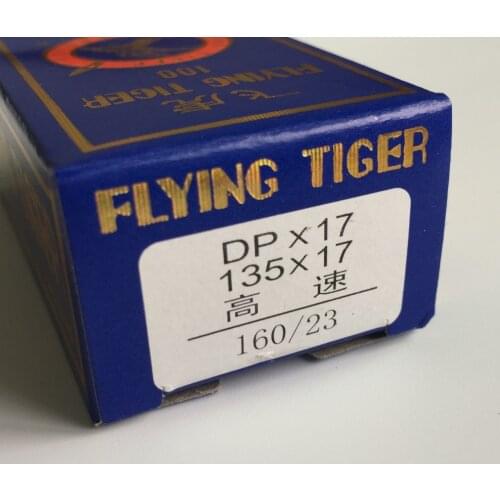 飞虎
FLYING TIGER
100
FLYING TIGER
DP×17
135×17
高 速
160/23